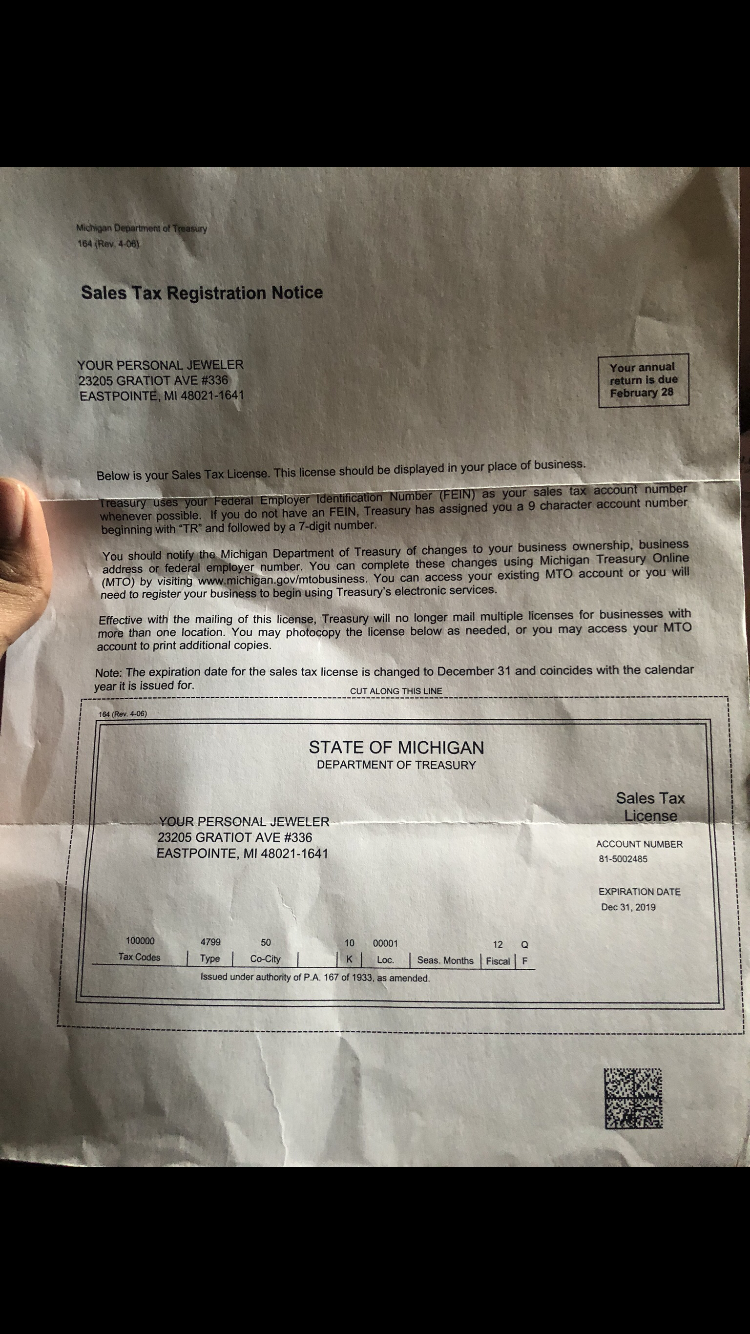 Michigan Department of Treasury
164 (Rev. 4-06)
Sales Tax Registration Notice
YOUR PERSONAL JEWELER
23205 GRATIOT AVE #336
EASTPOINTE, MI 48021-1641
Your annual
return is due
February 28
Below is your Sales Tax License. This license should be displayed in your place of business.
Treasury uses your Federal Employer Identification Number (FEIN) as your sales tax account number
whenever possible. If you do not have an FEIN, Treasury has assigned you a 9 character account number
beginning with "TR" and followed by a 7-digit number.
You should notify the Michigan Department of Treasury of changes to your business ownership, business
address or federal employer number. You can complete these changes using Michigan Treasury Online
(MTO) by visiting www.michigan.gov/mtobusiness. You can access your existing MTO account or you will
need to register your business to begin using Treasury's electronic services.
Effective with the mailing of this license, Treasury will no longer mail multiple licenses for businesses with
more than one location. You may photocopy the license below as needed, or you may access your MTO
account to print additional copies.
Note: The expiration date for the sales tax license is changed to December 31 and coincides with the calendar
year it is issued for.
CUT ALONG THIS LINE
164 (Rev. 4-06)
STATE OF MICHIGAN
DEPARTMENT OF TREASURY
Sales Tax
License
YOUR PERSONAL JEWELER
23205 GRATIOT AVE #336
EASTPOINTE, MI 48021-1641
ACCOUNT NUMBER
81-5002485
EXPIRATION DATE
Dec 31, 2019
100000 4799 50 10 00001 12 Q
Tax Codes Type Co-City K Loc. Seas. Months Fiscal F
Issued under authority of P.A. 167 of 1933, as amended.